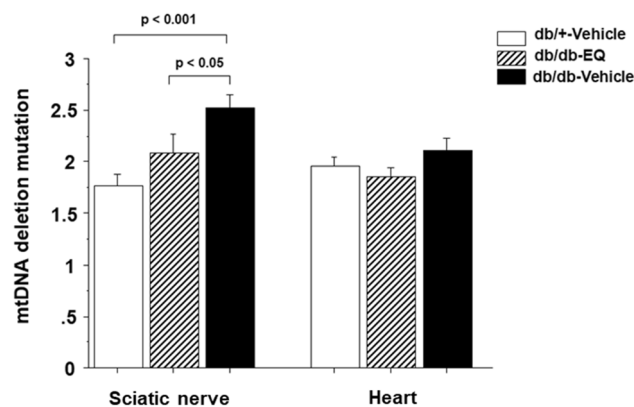 p < 0.001
p < 0.05
db/+-Vehicle
db/db-EQ
db/db-Vehicle
mtDNA deletion mutation
3
2.5
2
1.5
1
.5
0
Sciatic nerve
Heart